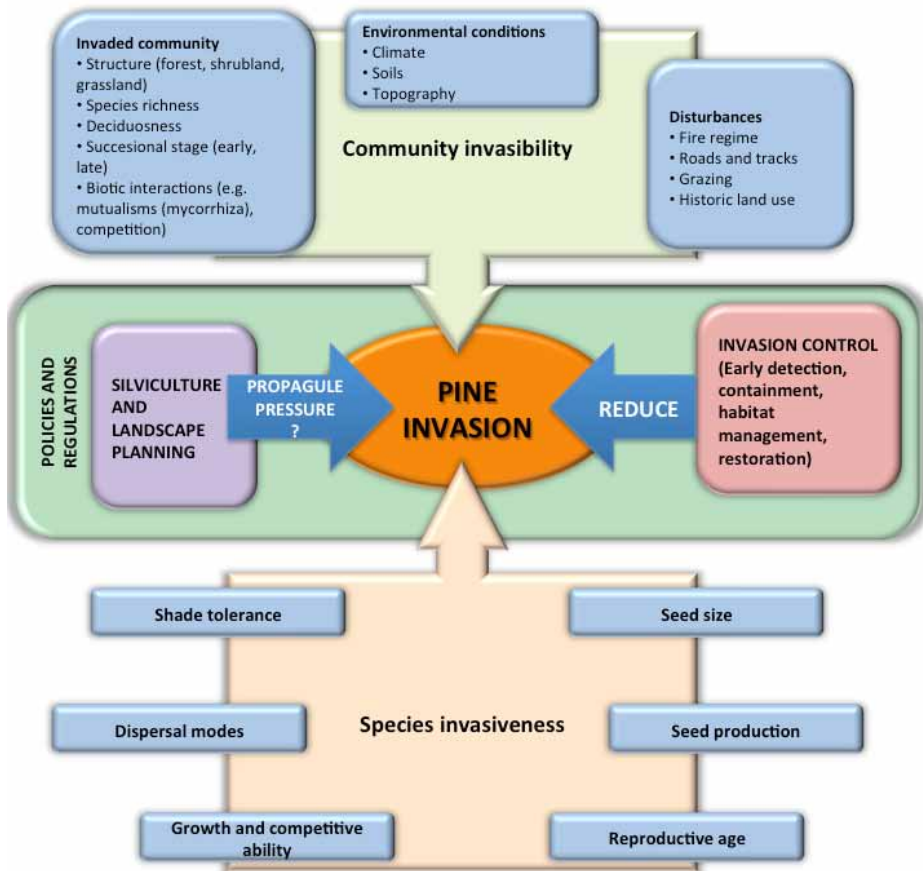 Invaded community
• Structure (forest, shrubland,
grassland)
• Species richness
• Deciduosness
• Succesional stage (early,
late)
• Biotic interactions (e.g.
mutualisms (mycorrhiza),
competition)
Environmental conditions
• Climate
• Soils
• Topography
Disturbances
• Fire regime
• Roads and tracks
• Grazing
• Historic land use
Community invasibility
POLICIES AND
REGULATIONS
SILVICULTURE
AND
LANDSCAPE
PLANNING
PROPAGULE
PRESSURE
?
PINE
INVASION
REDUCE
INVASION CONTROL
(Early detection,
containment,
habitat
management,
restoration)
Shade tolerance
Seed size
Dispersal modes
Species invasiveness
Seed production
Growth and competitive
ability
Reproductive age